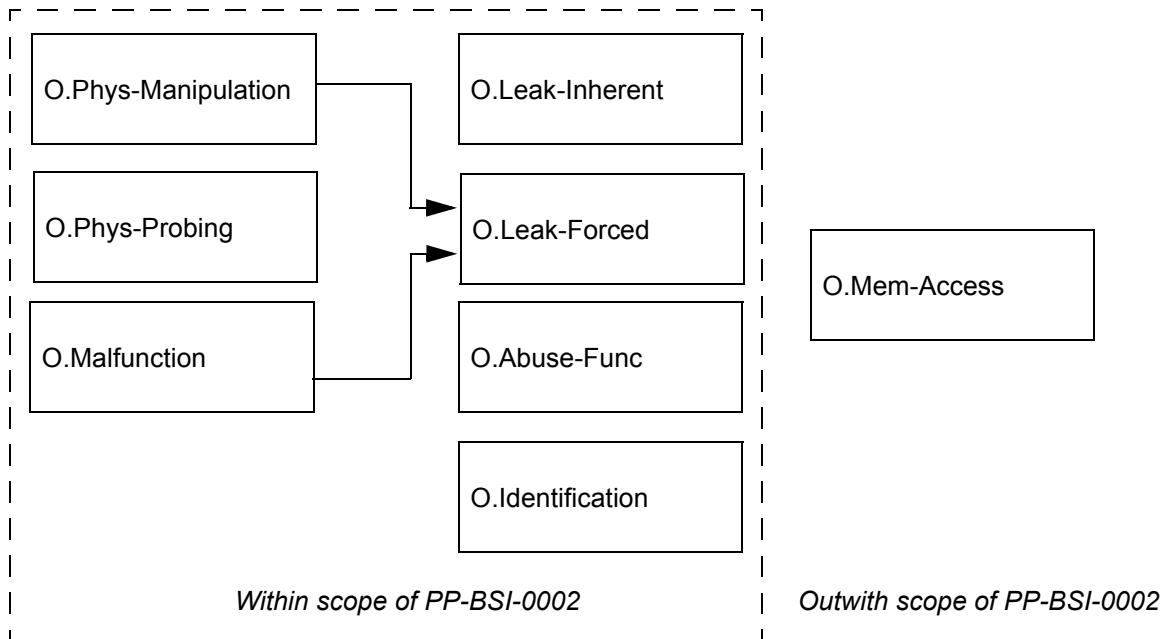 O.Phys-Manipulation
O.Leak-Inherent
O.Phys-Probing
O.Leak-Forced
O.Mem-Access
O.Malfunction
O.Abuse-Func
O.Identification
Within scope of PP-BSI-0002
Outwith scope of PP-BSI-0002